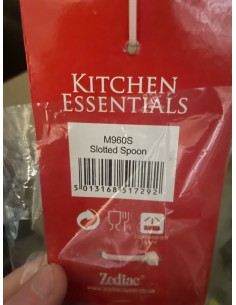 KITCHEN
ESSENTIALS
M960S
Slotted Spoon
5 013168 517292
Zodiac